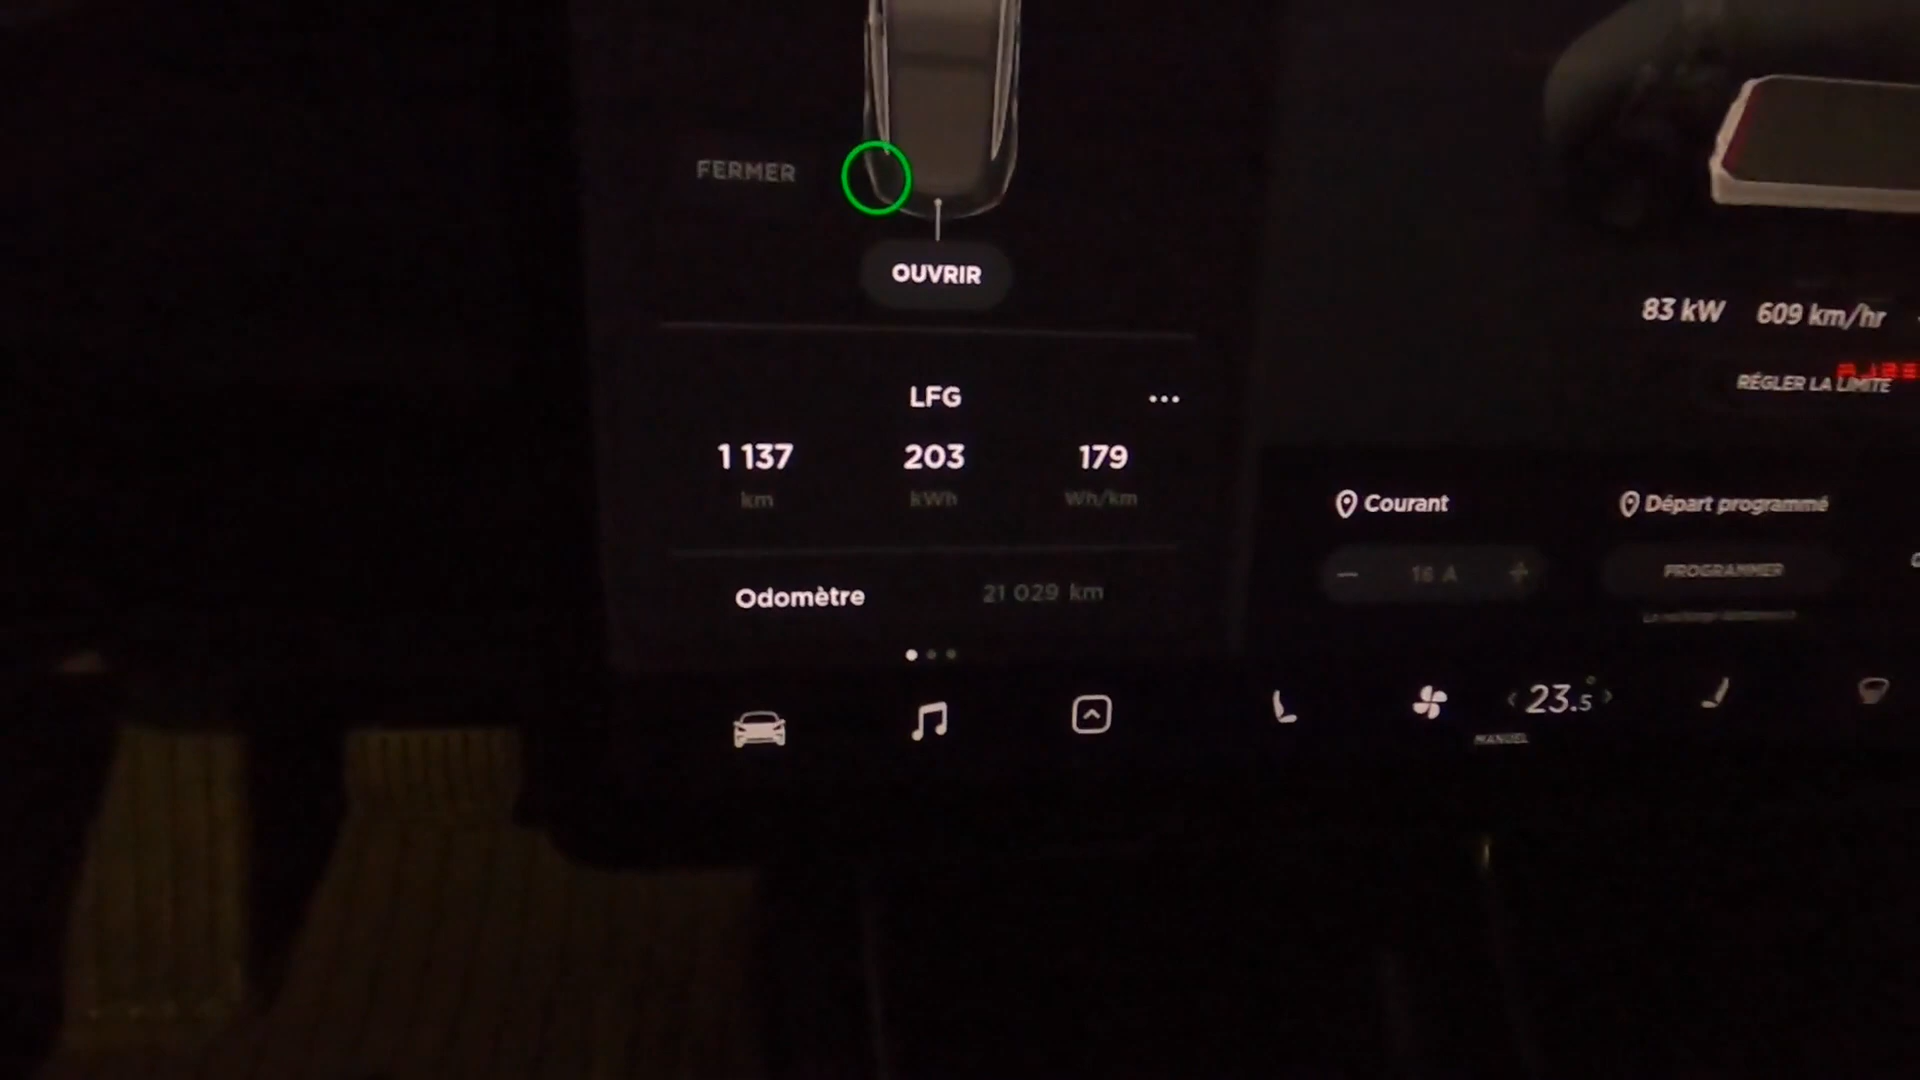 FERMER
OUVRIR
83 kW 609 km/hr
RÉGLER LA LIMITE
LFG ...
1 137 203 179
km kWh Wh/km
Courant
Départ programmé
− 16 A +
PROGRAMMER
Odomètre 21 029 km
23.5
MANUEL